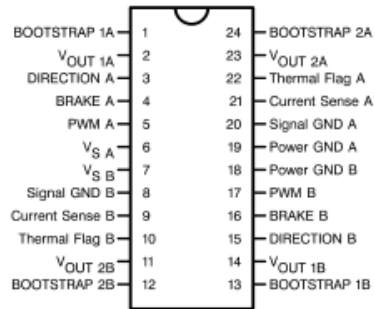 BOOTSTRAP 1A 1 24 BOOTSTRAP 2A
VOUT 1A 2 23 VOUT 2A
DIRECTION A 3 22 Thermal Flag A
BRAKE A 4 21 Current Sense A
PWM A 5 20 Signal GND A
VS A 6 19 Power GND A
VS B 7 18 Power GND B
Signal GND B 8 17 PWM B
Current Sense B 9 16 BRAKE B
Thermal Flag B 10 15 DIRECTION B
VOUT 2B 11 14 VOUT 1B
BOOTSTRAP 2B 12 13 BOOTSTRAP 1B